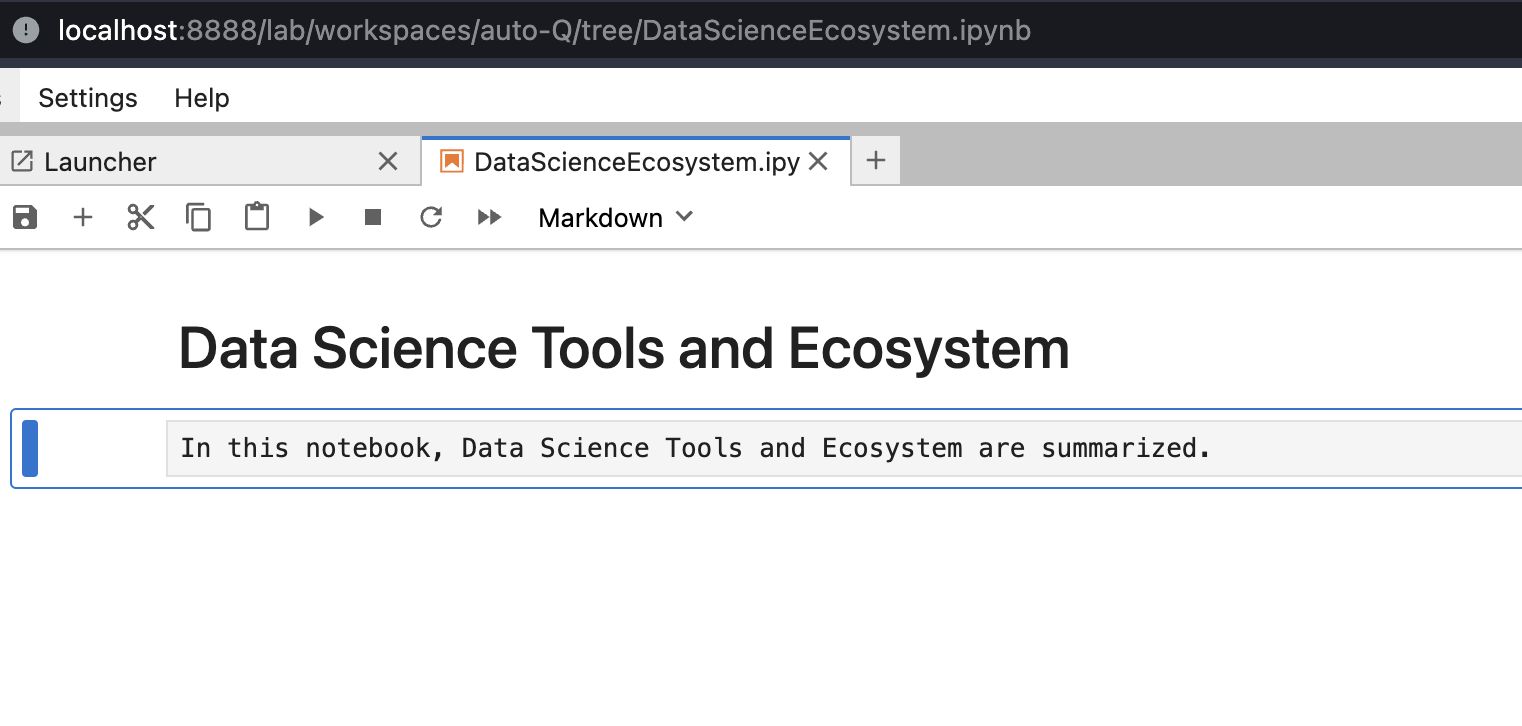 localhost:8888/lab/workspaces/auto-Q/tree/DataScienceEcosystem.ipynb
Settings Help
Launcher DataScienceEcosystem.ipy
Markdown
Data Science Tools and Ecosystem
In this notebook, Data Science Tools and Ecosystem are summarized.